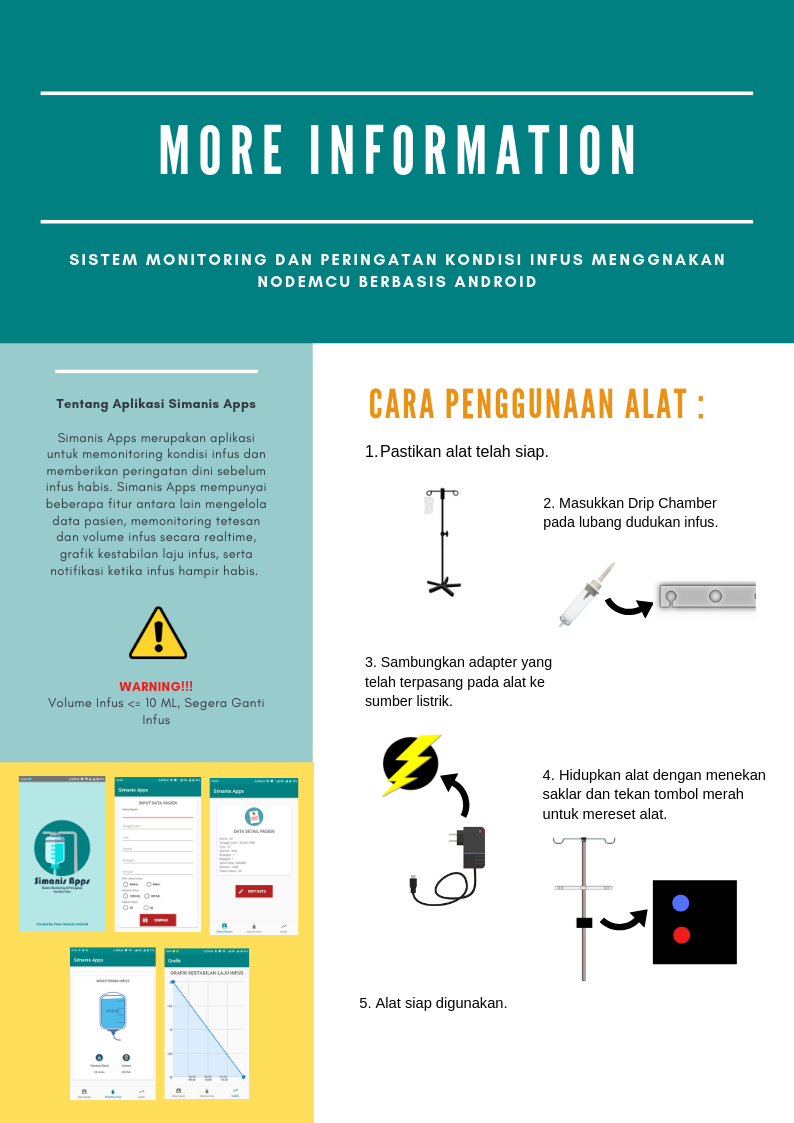 MORE INFORMATION
SISTEM MONITORING DAN PERINGATAN KONDISI INFUS MENGGNAKAN
NODEMCU BERBASIS ANDROID
Tentang Aplikasi Simanis Apps
Simanis Apps merupakan aplikasi
untuk memonitoring kondisi infus dan
memberikan peringatan dini sebelum
infus habis. Simanis Apps mempunyai
beberapa fitur antara lain mengelola
data pasien, memonitoring tetesan
dan volume infus secara realtime,
grafik kestabilan laju infus, serta
notifikasi ketika infus hampir habis.
WARNING!!!
Volume Infus <= 10 ML, Segera Ganti
Infus
Simanis Apps
Simanis Apps
INPUT DATA PASIEN
SIMPAN
Simanis Apps
DATA DETAIL PASIEN
EDIT DATA
Simanis Apps
MONITORING INFUS
Grafik
GRAFIK KESTABILAN LAJU INFUS
CARA PENGGUNAAN ALAT :
1. Pastikan alat telah siap.
2. Masukkan Drip Chamber
pada lubang dudukan infus.
3. Sambungkan adapter yang
telah terpasang pada alat ke
sumber listrik.
4. Hidupkan alat dengan menekan
saklar dan tekan tombol merah
untuk mereset alat.
5. Alat siap digunakan.